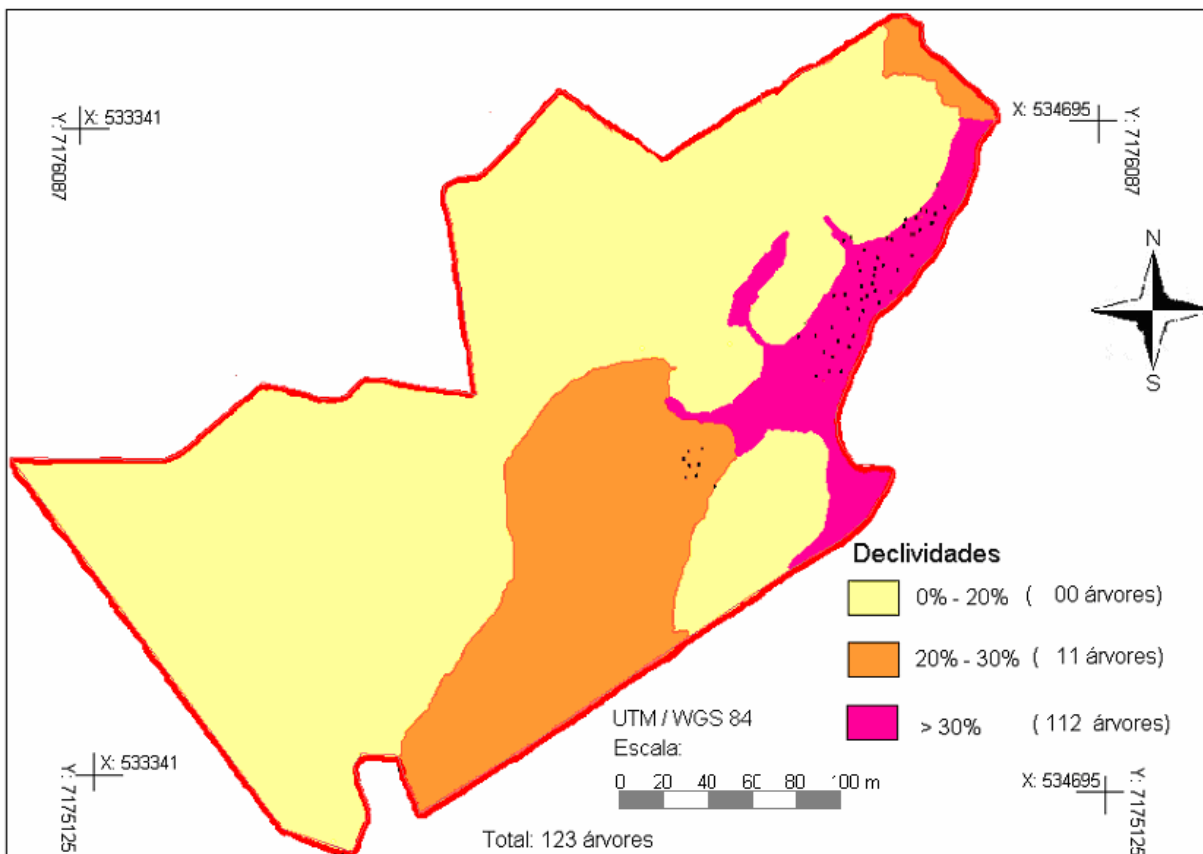 X: 533341
Y: 7176087
X: 534695
Y: 7176087
N
S
Declividades
0% - 20% ( 00 árvores)
20% - 30% ( 11 árvores)
> 30% ( 112 árvores)
UTM / WGS 84
Escala:
0 20 40 60 80 100 m
X: 533341
Y: 7175125
X: 534695
Y: 7175125
Total: 123 árvores